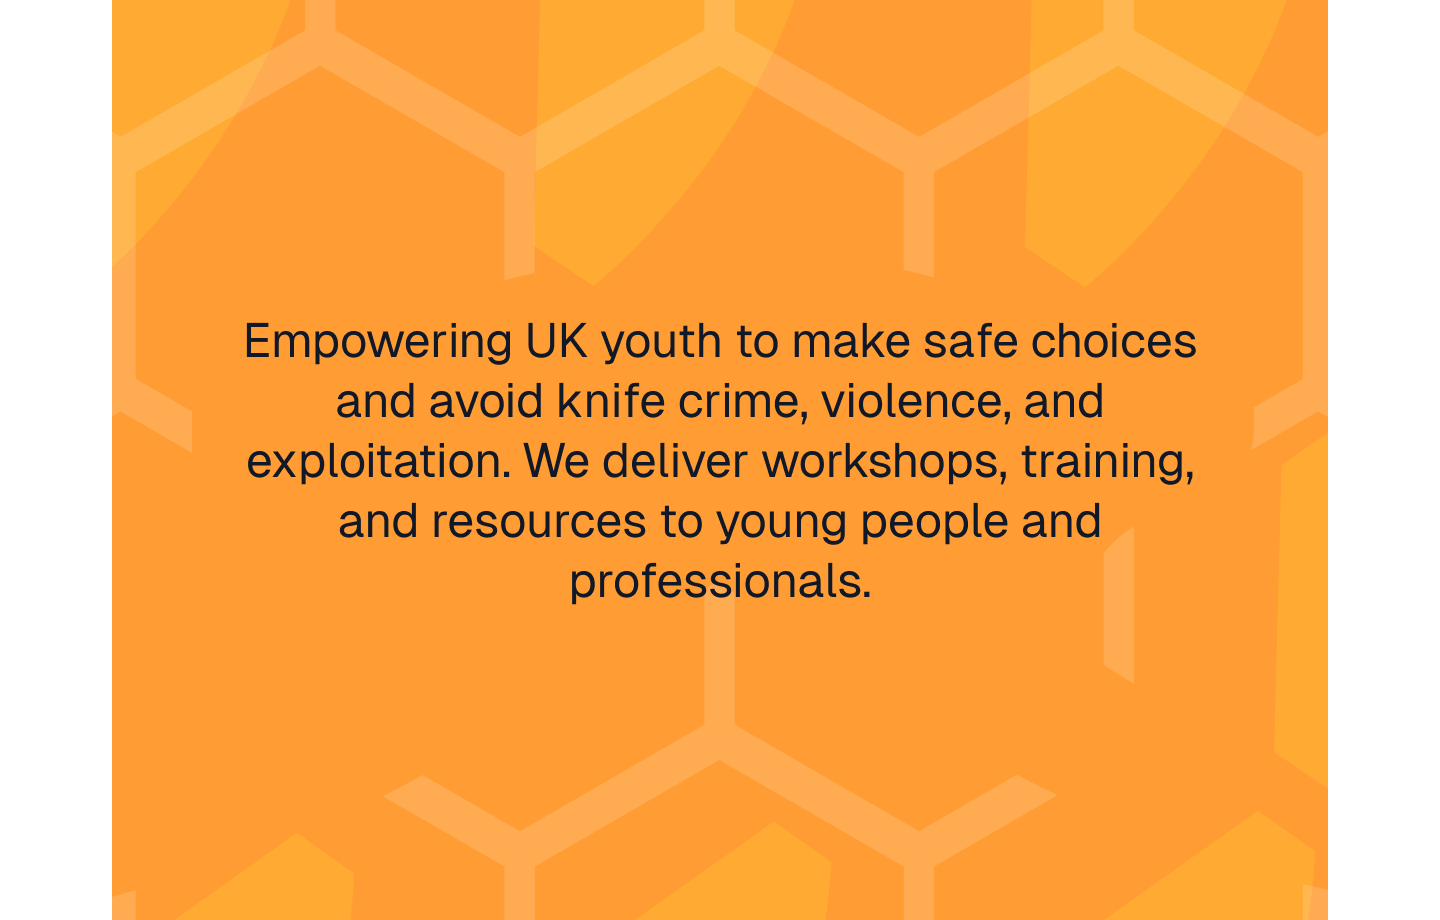 Empowering UK youth to make safe choices
and avoid knife crime, violence, and
exploitation. We deliver workshops, training,
and resources to young people and
professionals.